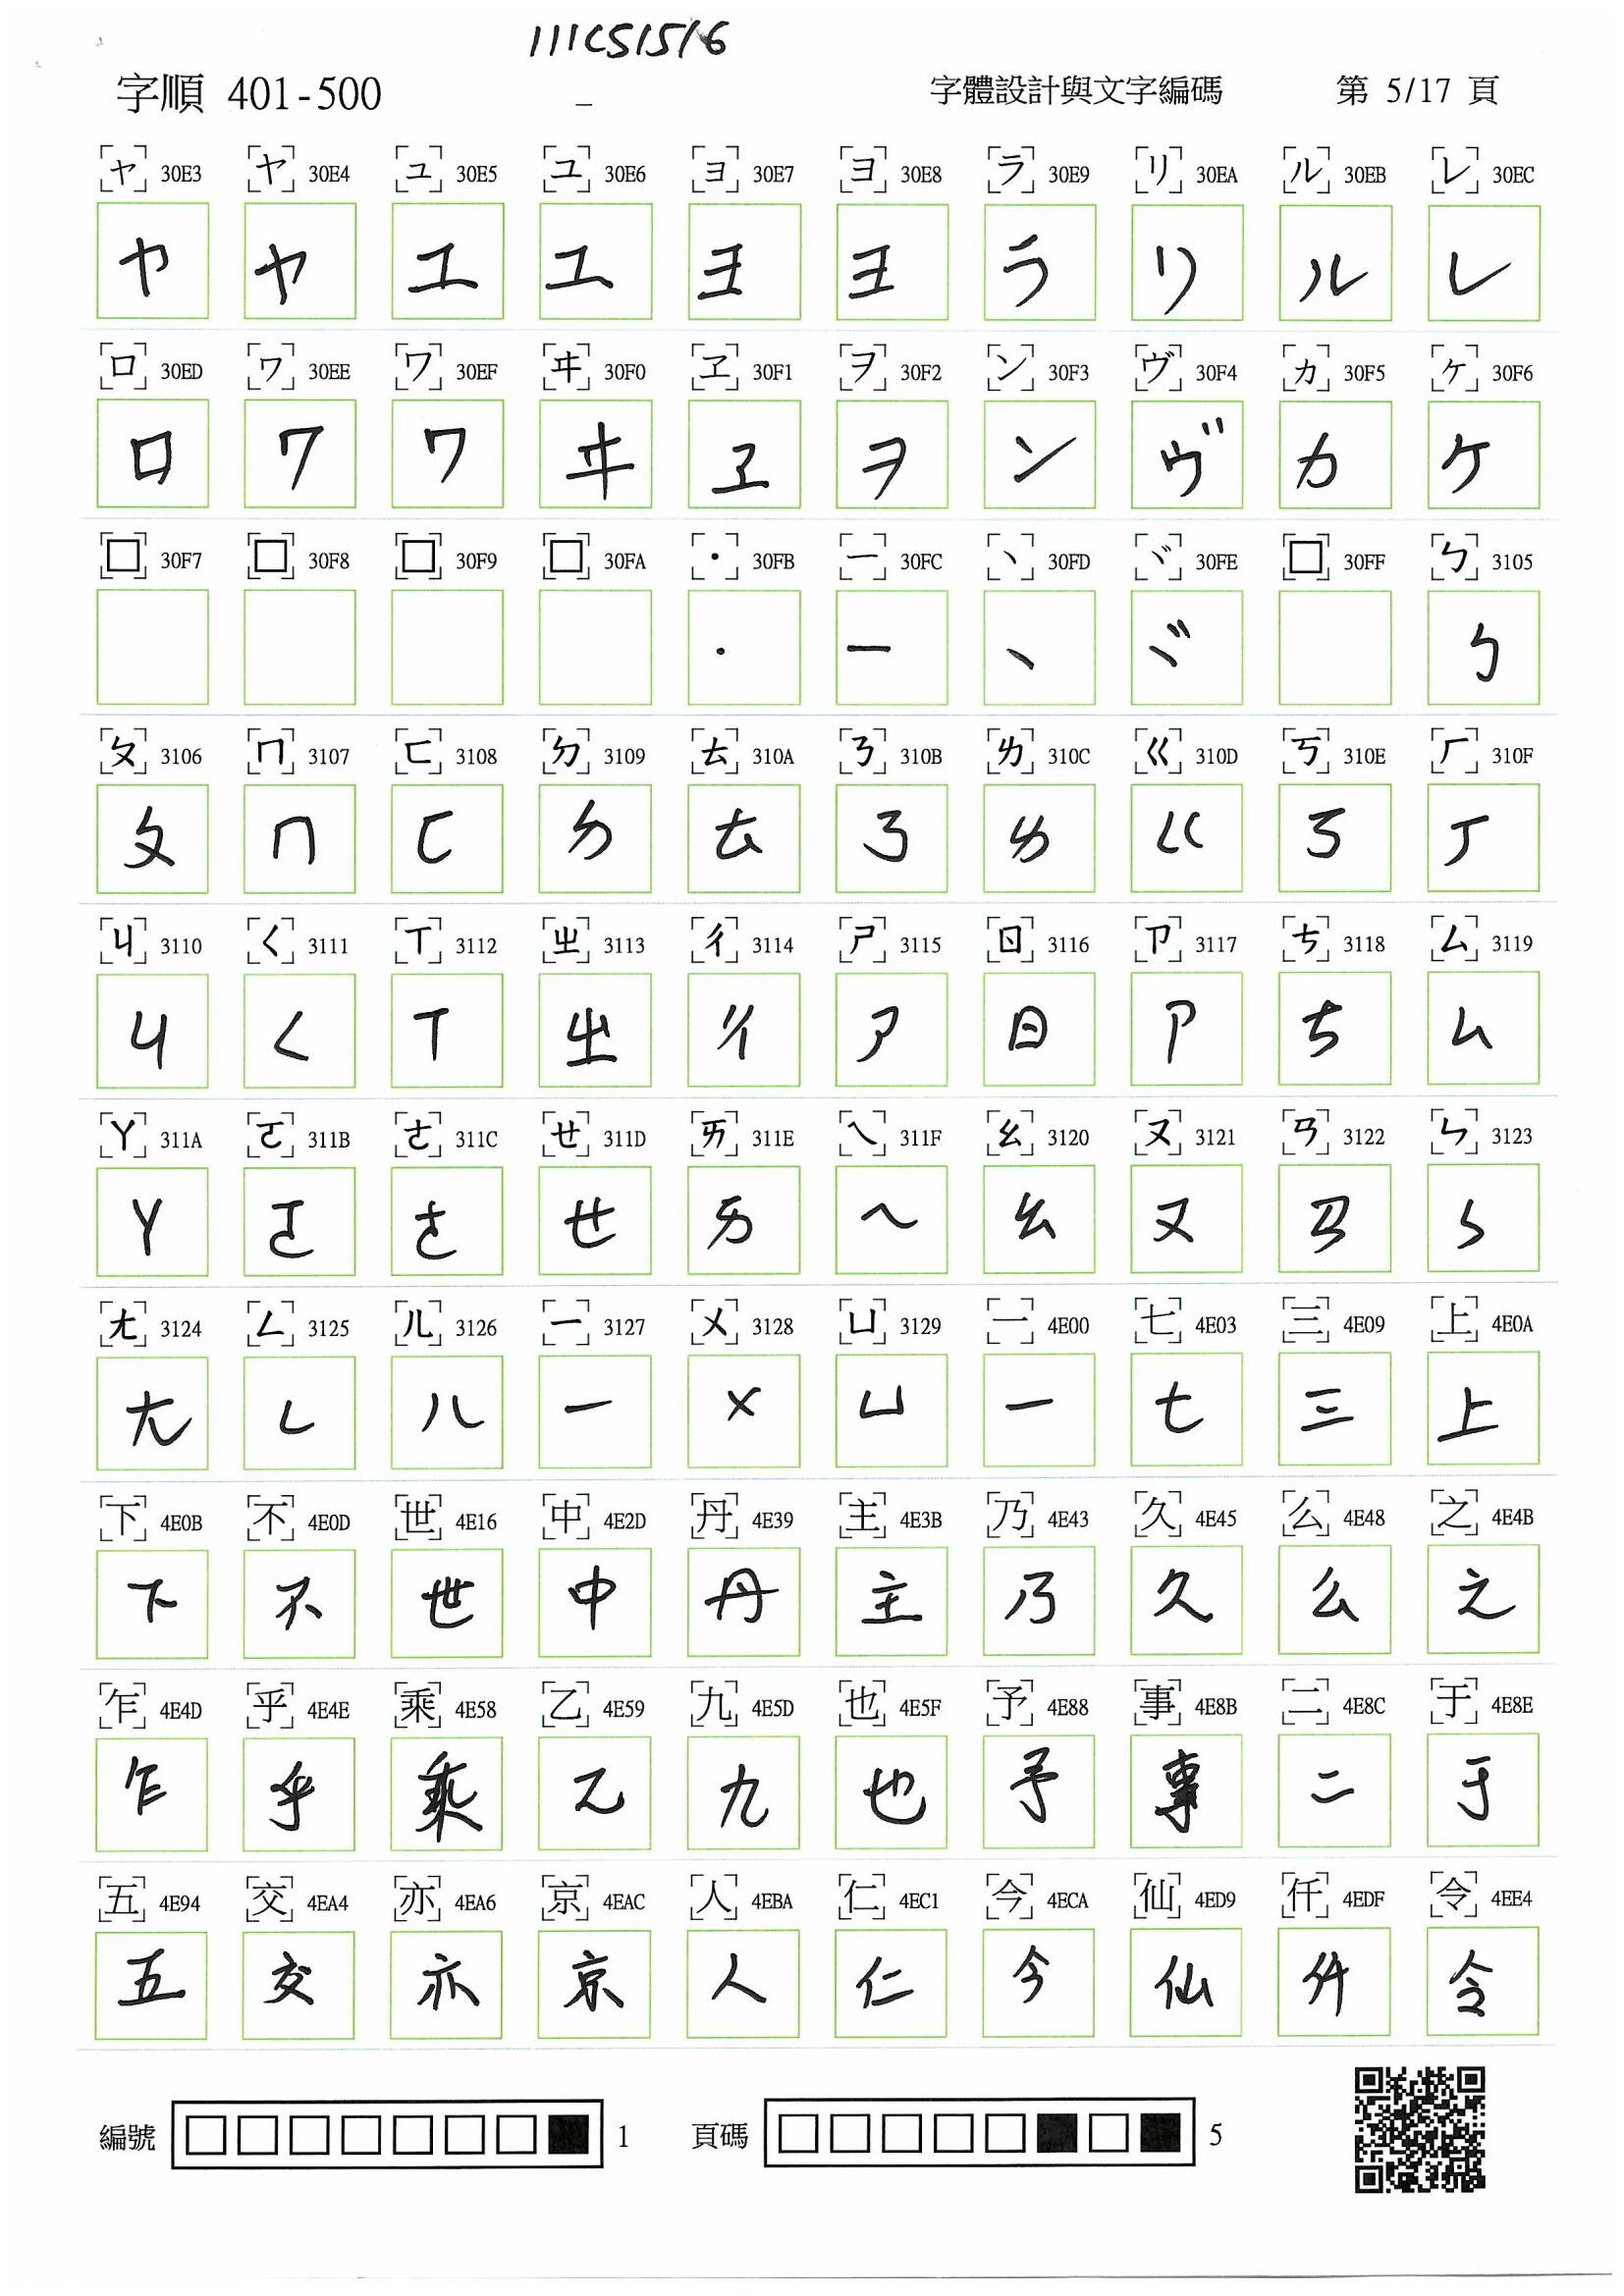 111CS1516
字順 401-500 字體設計與文字編碼 第 5/17 頁
ャ 30E3 ヤ 30E4 ュ 30E5 ユ 30E6 ョ 30E7 ヨ 30E8 ラ 30E9 リ 30EA ル 30EB レ 30EC
ヤ ヤ ユ ユ ヨ ヨ ラ リ ル レ
ロ 30ED ヮ 30EE ワ 30EF ヰ 30F0 ヱ 30F1 ヲ 30F2 ン 30F3 ヴ 30F4 ヵ 30F5 ヶ 30F6
ロ ワ ワ ヰ ヱ ヲ ン ヴ カ ケ
□ 30F7 □ 30F8 □ 30F9 □ 30FA ・ 30FB ー 30FC ヽ 30FD ヾ 30FE □ 30FF ㄅ 3105
・ ー ヽ ヾ ㄅ
ㄆ 3106 ㄇ 3107 ㄈ 3108 ㄉ 3109 ㄊ 310A ㄋ 310B ㄌ 310C ㄍ 310D ㄎ 310E ㄏ 310F
ㄆ ㄇ ㄈ ㄉ ㄊ ㄋ ㄌ ㄍ ㄎ ㄏ
ㄐ 3110 ㄑ 3111 ㄒ 3112 ㄓ 3113 ㄔ 3114 ㄕ 3115 ㄖ 3116 ㄗ 3117 ㄘ 3118 ㄙ 3119
ㄐ ㄑ ㄒ ㄓ ㄔ ㄕ ㄖ ㄗ ㄘ ㄙ
ㄚ 311A ㄛ 311B ㄜ 311C ㄝ 311D ㄞ 311E ㄟ 311F ㄠ 3120 ㄡ 3121 ㄢ 3122 ㄣ 3123
ㄚ ㄛ ㄜ ㄝ ㄞ ㄟ ㄠ ㄡ ㄢ ㄣ
ㄤ 3124 ㄥ 3125 ㄦ 3126 ㄧ 3127 ㄨ 3128 ㄩ 3129 一 4E00 七 4E03 三 4E09 上 4E0A
ㄤ ㄥ ㄦ ㄧ ㄨ ㄩ 一 七 三 上
下 4E0B 不 4E0D 世 4E16 中 4E2D 丹 4E39 主 4E3B 乃 4E43 久 4E45 么 4E48 之 4E4B
下 不 世 中 丹 主 乃 久 么 之
乍 4E4D 乎 4E4E 乘 4E58 乙 4E59 九 4E5D 也 4E5F 予 4E88 事 4E8B 二 4E8C 于 4E8E
乍 乎 乘 乙 九 也 予 事 二 于
五 4E94 交 4EA4 亦 4EA6 京 4EAC 人 4EBA 仁 4EC1 今 4ECA 仙 4ED9 仟 4EDF 令 4EE4
五 交 亦 京 人 仁 今 仙 仟 令
編號 1 頁碼 5